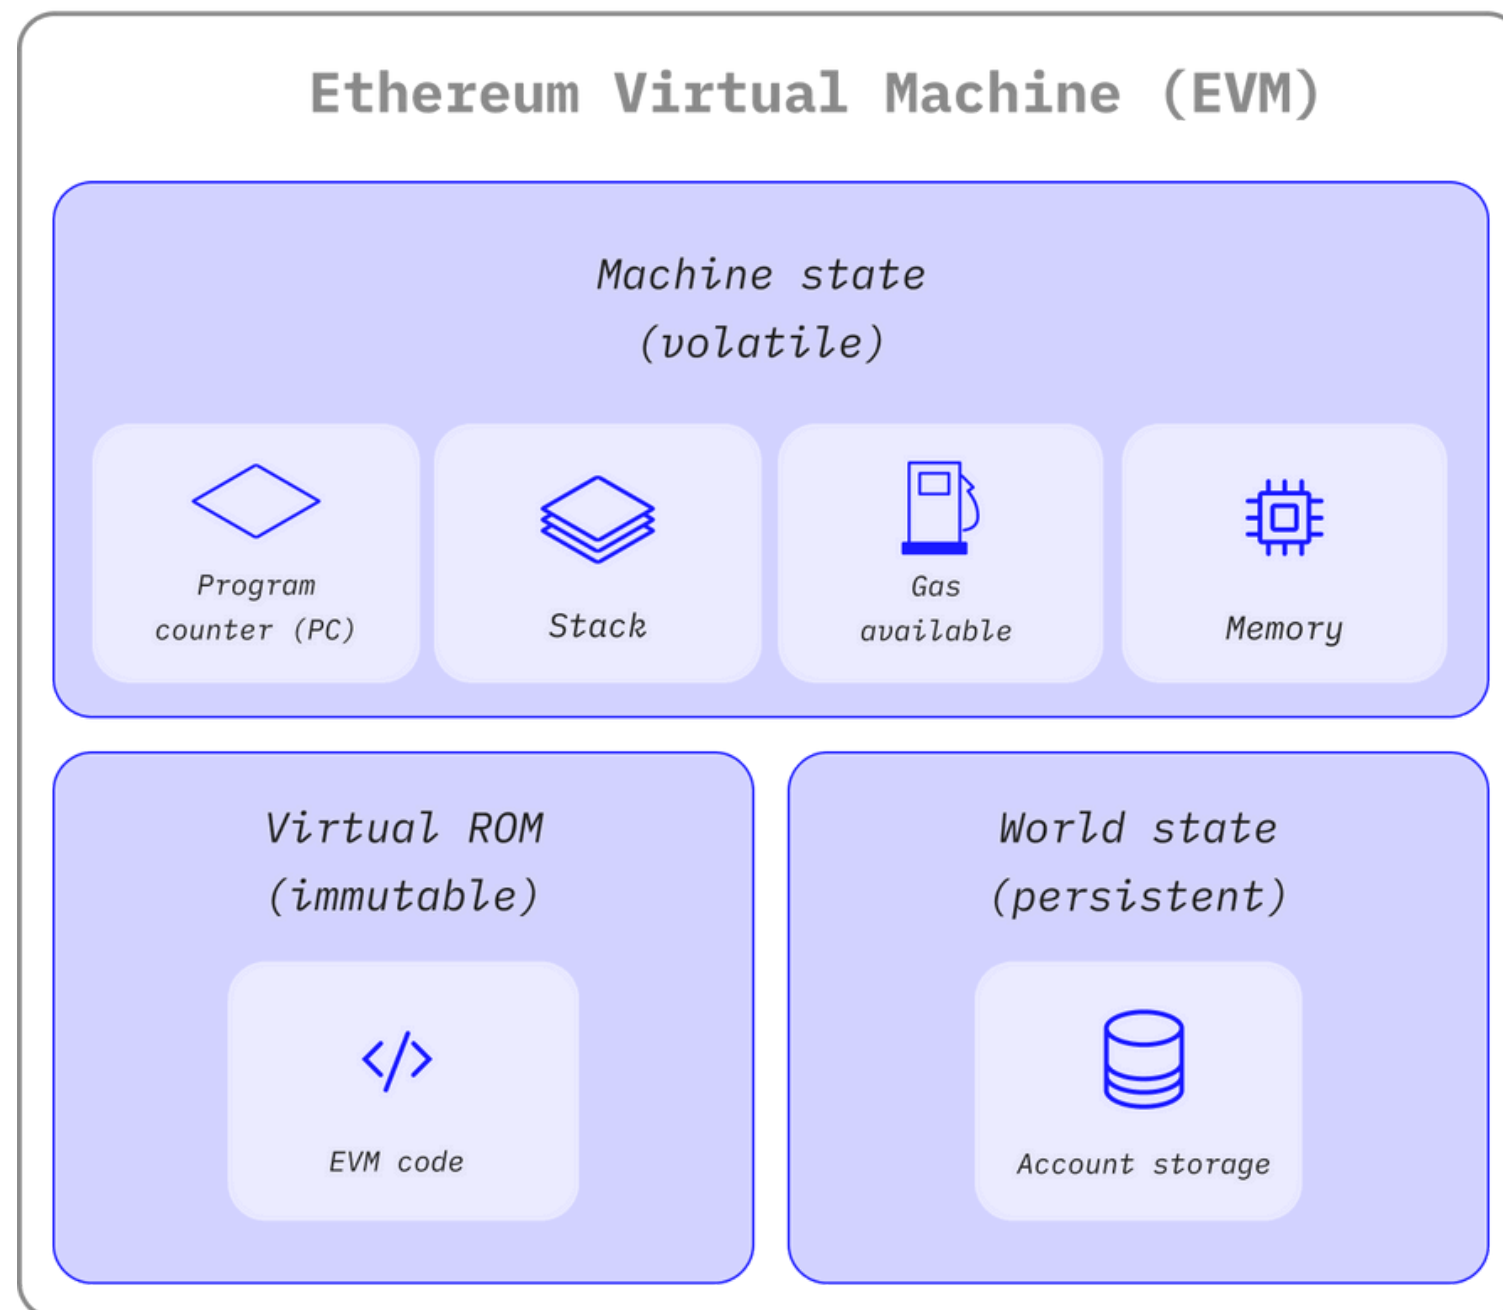 Ethereum Virtual Machine (EVM)
Machine state
(volatile)
Program
counter (PC)
Stack
Gas
available
Memory
Virtual ROM
(immutable)
EVM code
World state
(persistent)
Account storage